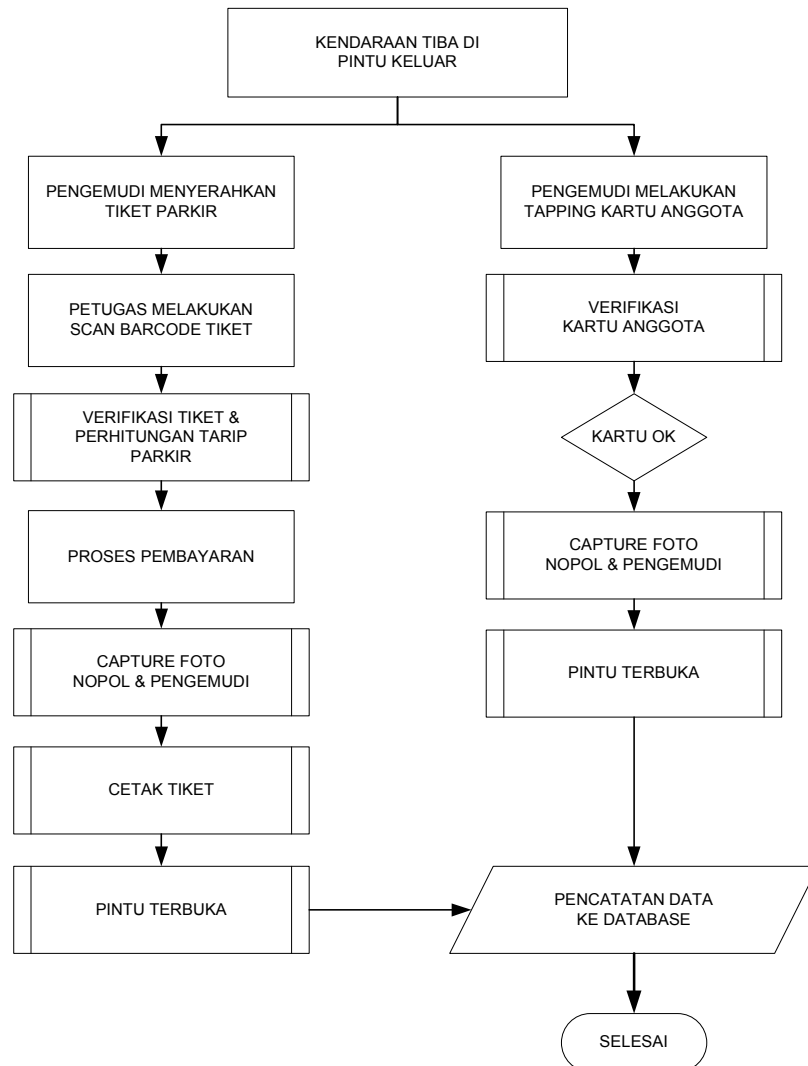 KENDARAAN TIBA DI
PINTU KELUAR
PENGEMUDI MENYERAHKAN
TIKET PARKIR
PETUGAS MELAKUKAN
SCAN BARCODE TIKET
VERIFIKASI TIKET &
PERHITUNGAN TARIP
PARKIR
PROSES PEMBAYARAN
CAPTURE FOTO
NOPOL & PENGEMUDI
CETAK TIKET
PINTU TERBUKA
PENGEMUDI MELAKUKAN
TAPPING KARTU ANGGOTA
VERIFIKASI
KARTU ANGGOTA
KARTU OK
CAPTURE FOTO
NOPOL & PENGEMUDI
PINTU TERBUKA
PENCATATAN DATA
KE DATABASE
SELESAI